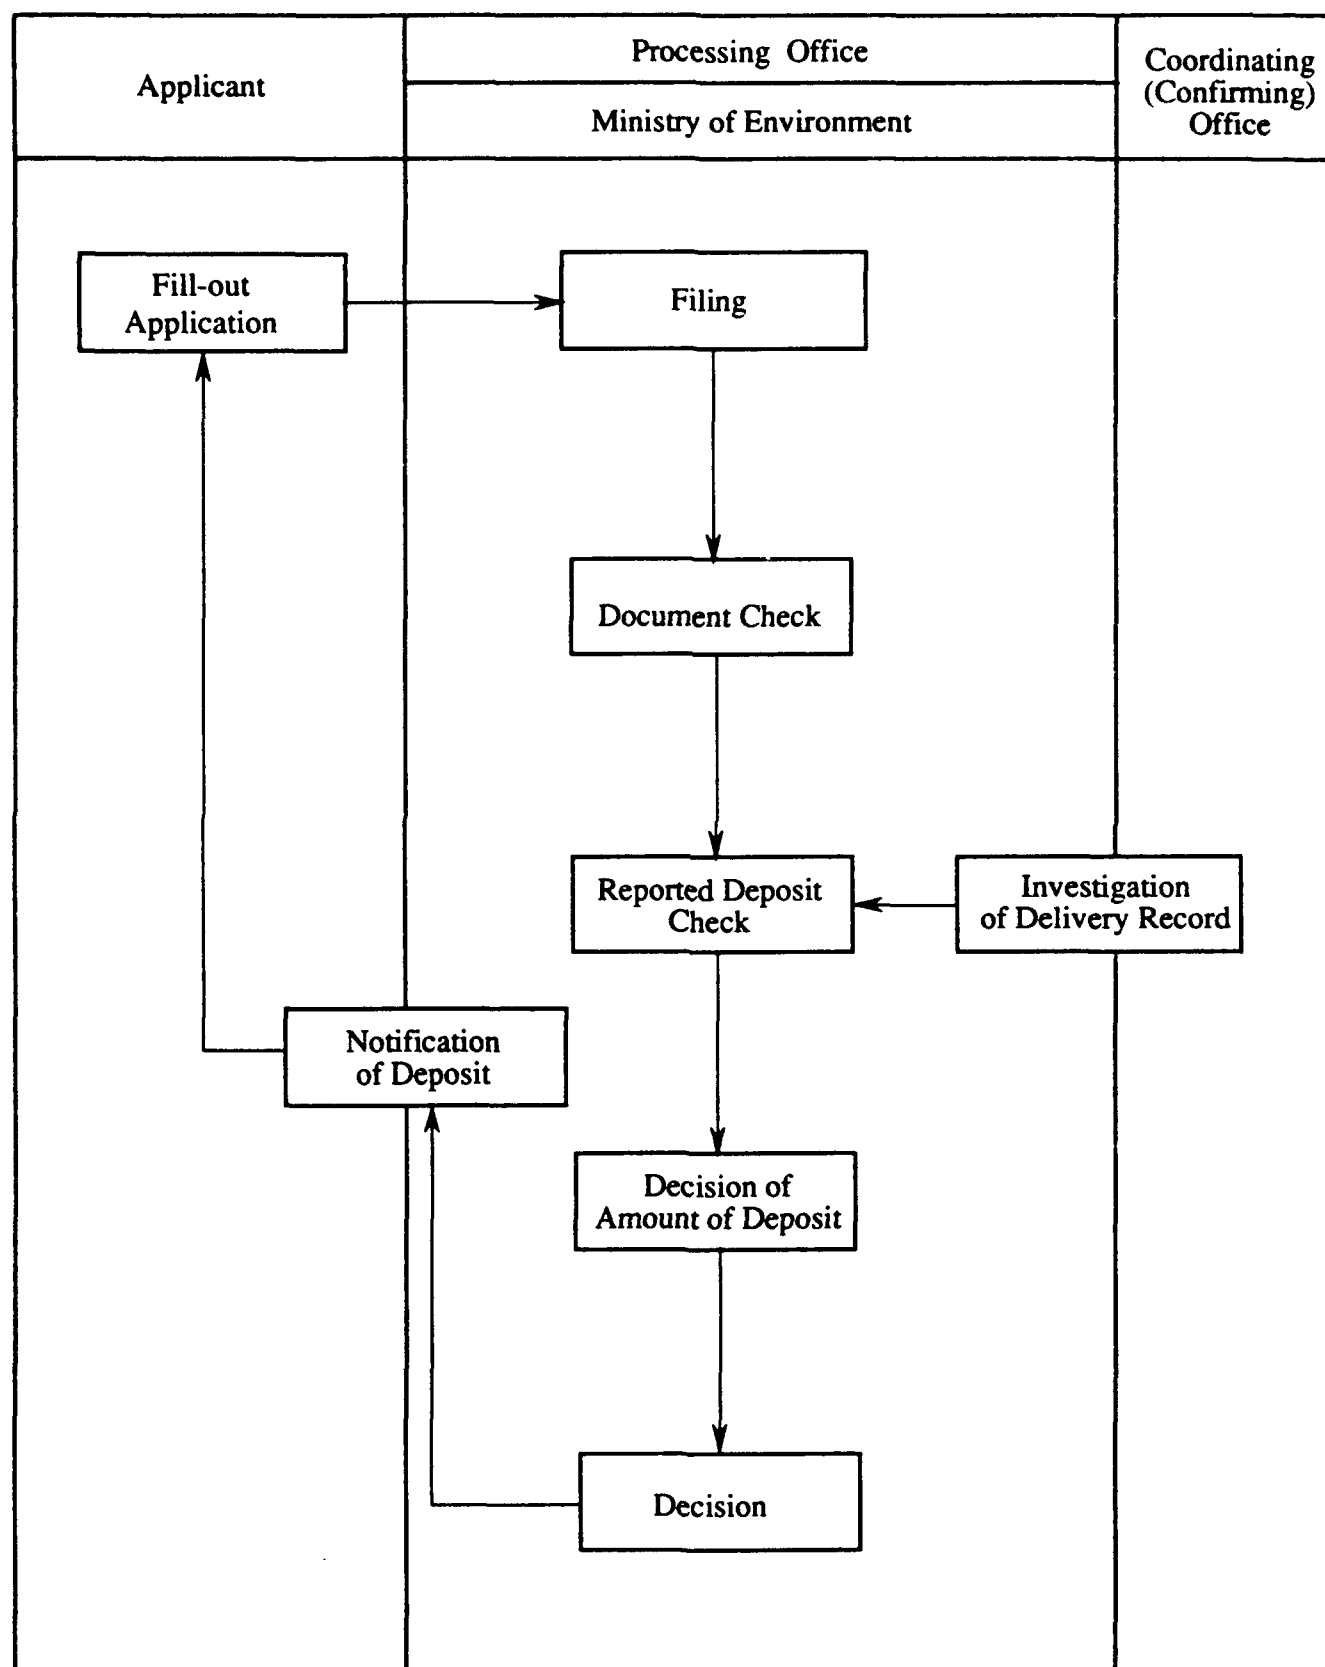 Applicant
Processing Office
Ministry of Environment
Coordinating
(Confirming)
Office
Fill-out
Application
Filing
Document Check
Reported Deposit
Check
Investigation
of Delivery Record
Notification
of Deposit
Decision of
Amount of Deposit
Decision